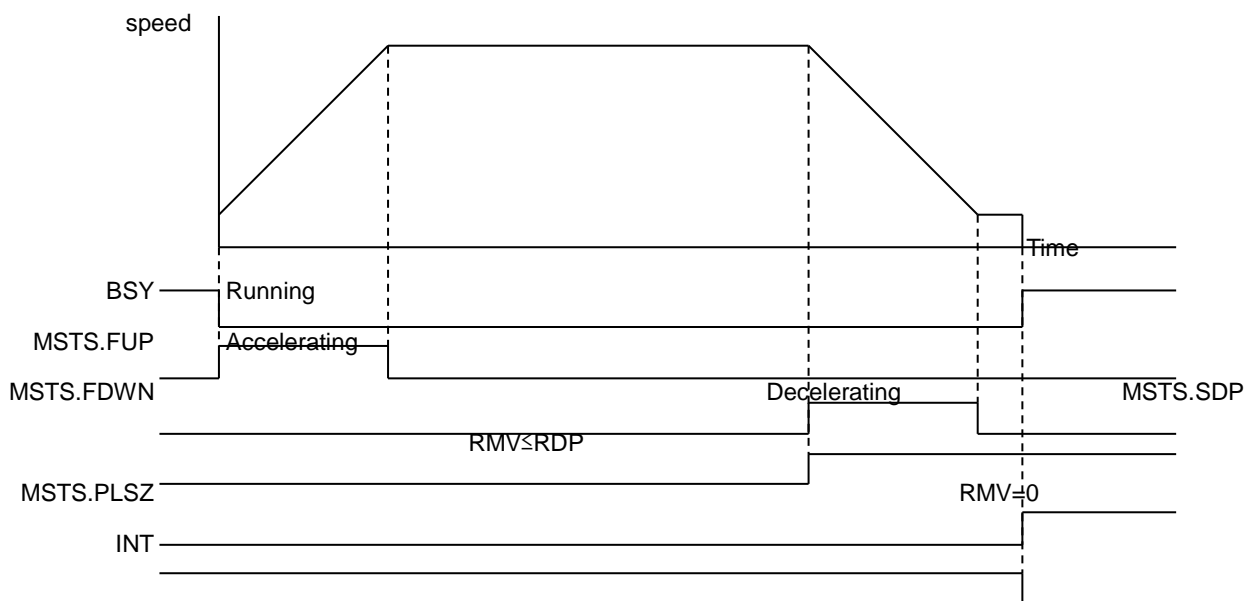 speed
Time
BSY Running
MSTS.FUP Accelerating
MSTS.FDWN Decelerating MSTS.SDP
RMV≤RDP
MSTS.PLSZ RMV=0
INT